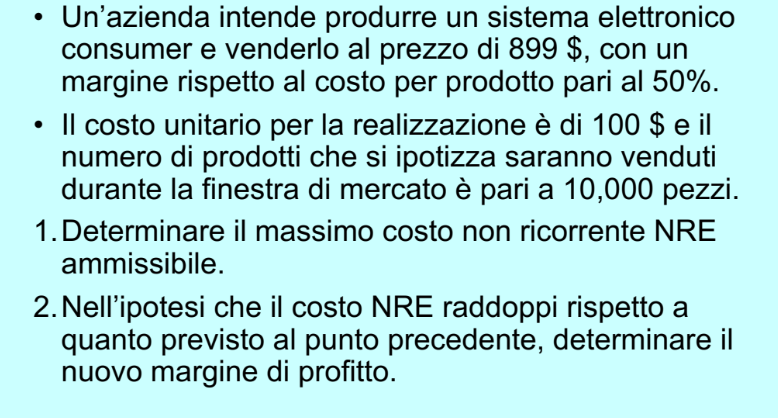 • Un’azienda intende produrre un sistema elettronico
consumer e venderlo al prezzo di 899 $, con un
margine rispetto al costo per prodotto pari al 50%.
• Il costo unitario per la realizzazione è di 100 $ e il
numero di prodotti che si ipotizza saranno venduti
durante la finestra di mercato è pari a 10,000 pezzi.
1.Determinare il massimo costo non ricorrente NRE
ammissibile.
2.Nell’ipotesi che il costo NRE raddoppi rispetto a
quanto previsto al punto precedente, determinare il
nuovo margine di profitto.